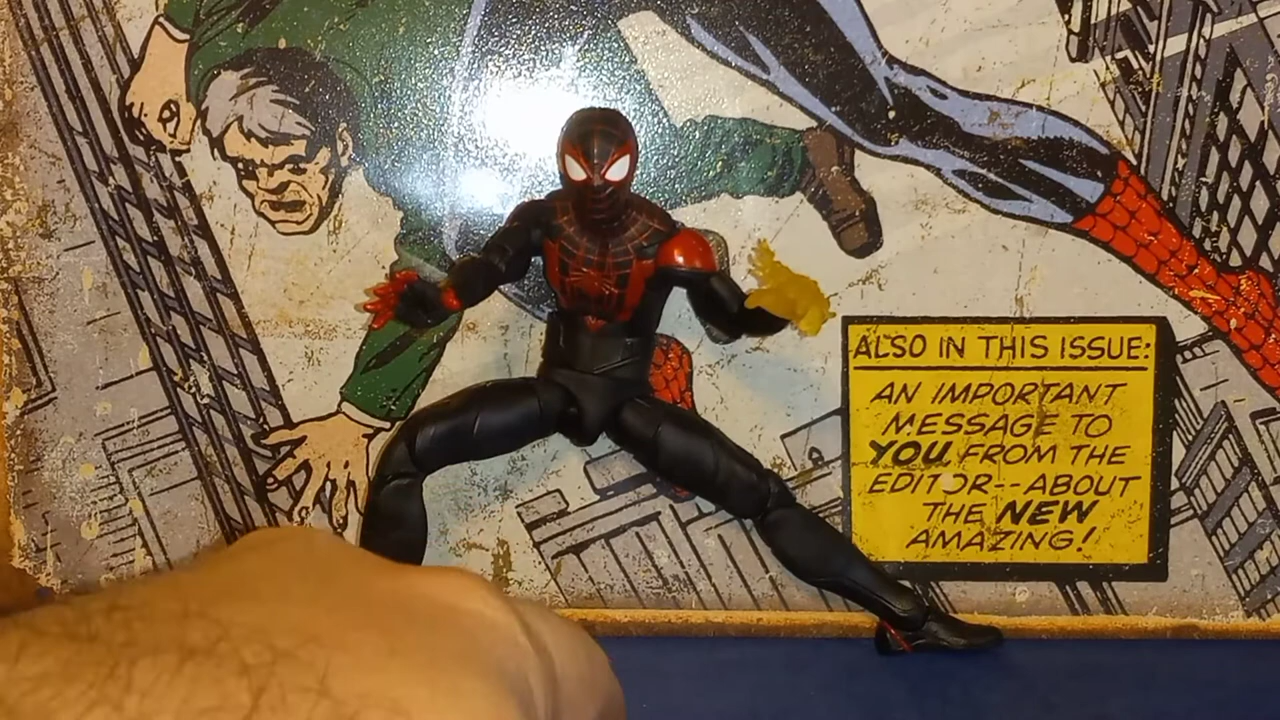 ALSO IN THIS ISSUE:
AN IMPORTANT
MESSAGE TO
YOU, FROM THE
EDITOR--ABOUT
THE NEW
AMAZING!